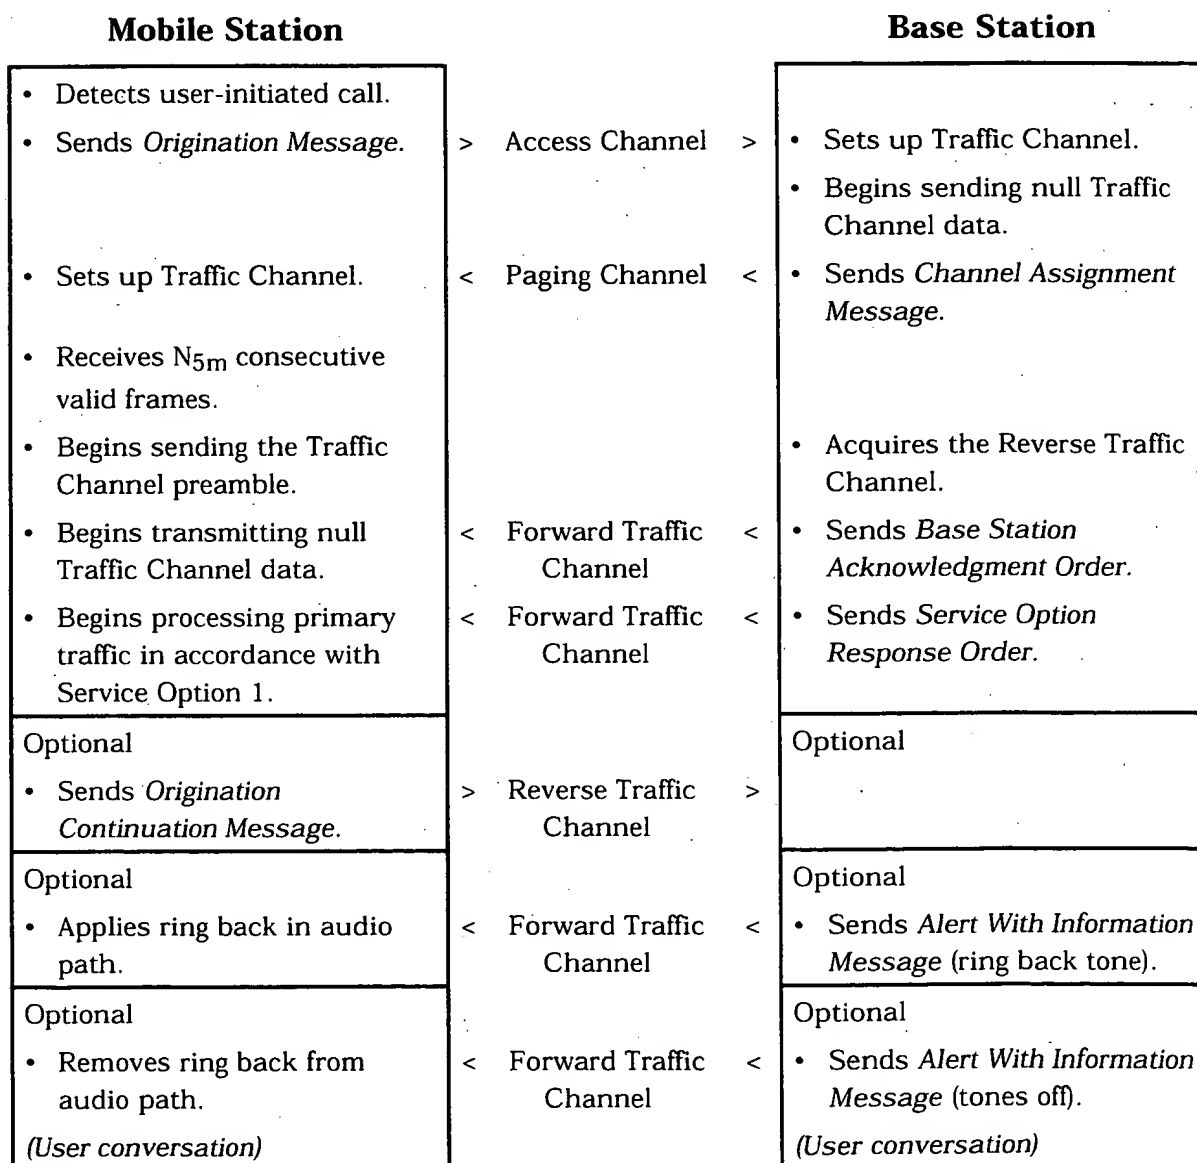 Mobile Station Base Station
• Detects user-initiated call.
• Sends Origination Message. > Access Channel > • Sets up Traffic Channel.
• Begins sending null Traffic
Channel data.
• Sets up Traffic Channel. < Paging Channel < • Sends Channel Assignment
Message.
• Receives N5m consecutive
valid frames.
• Begins sending the Traffic • Acquires the Reverse Traffic
Channel preamble. Channel.
• Begins transmitting null < Forward Traffic < • Sends Base Station
Traffic Channel data. Channel Acknowledgment Order.
• Begins processing primary < Forward Traffic < • Sends Service Option
traffic in accordance with Channel Response Order.
Service Option 1.
Optional Optional
• Sends Origination > Reverse Traffic >
Continuation Message. Channel
Optional Optional
• Applies ring back in audio < Forward Traffic < • Sends Alert With Information
path. Channel Message (ring back tone).
Optional Optional
• Removes ring back from < Forward Traffic < • Sends Alert With Information
audio path. Channel Message (tones off).
(User conversation) (User conversation)